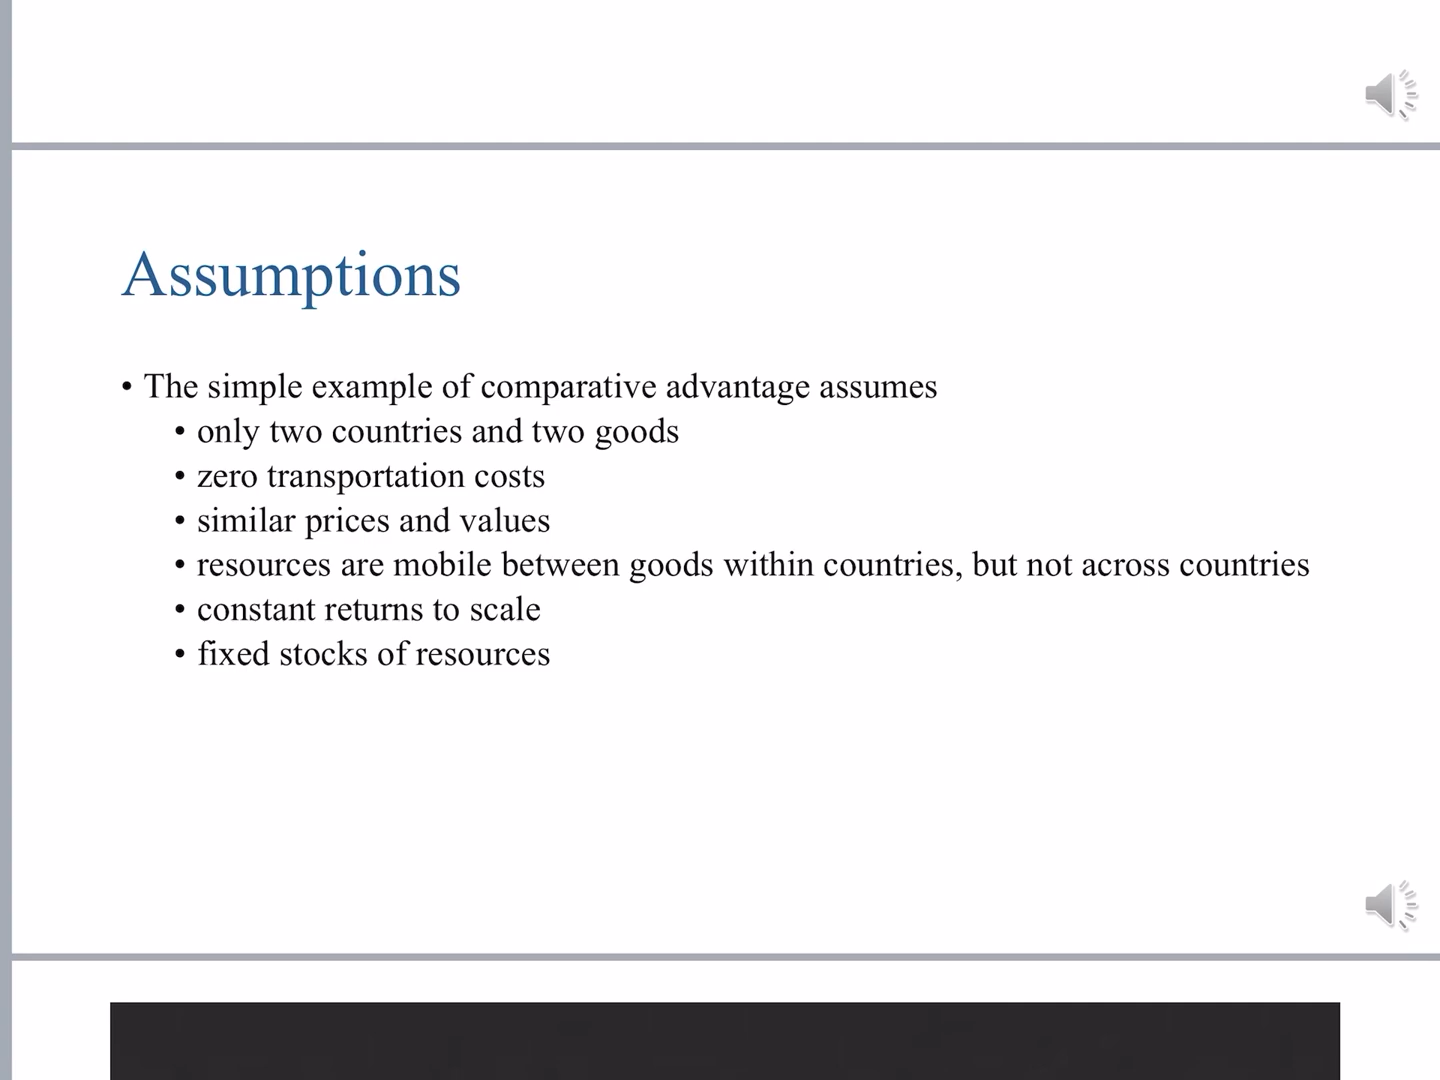 Assumptions
• The simple example of comparative advantage assumes
• only two countries and two goods
• zero transportation costs
• similar prices and values
• resources are mobile between goods within countries, but not across countries
• constant returns to scale
• fixed stocks of resources